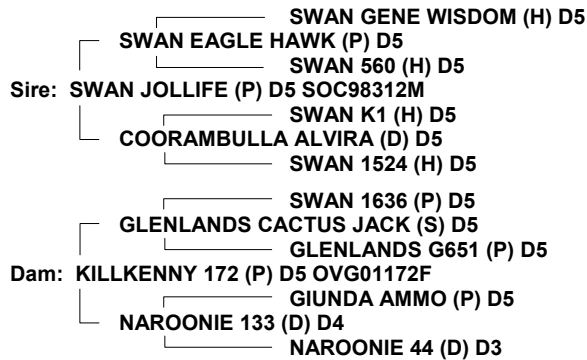 SWAN GENE WISDOM (H) D5
SWAN EAGLE HAWK (P) D5
SWAN 560 (H) D5
Sire: SWAN JOLLIFE (P) D5 SOC98312M
SWAN K1 (H) D5
COORAMBULLA ALVIRA (D) D5
SWAN 1524 (H) D5
SWAN 1636 (P) D5
GLENLANDS CACTUS JACK (S) D5
GLENLANDS G651 (P) D5
Dam: KILLKENNY 172 (P) D5 OVG01172F
GIUNDA AMMO (P) D5
NAROONIE 133 (D) D4
NAROONIE 44 (D) D3